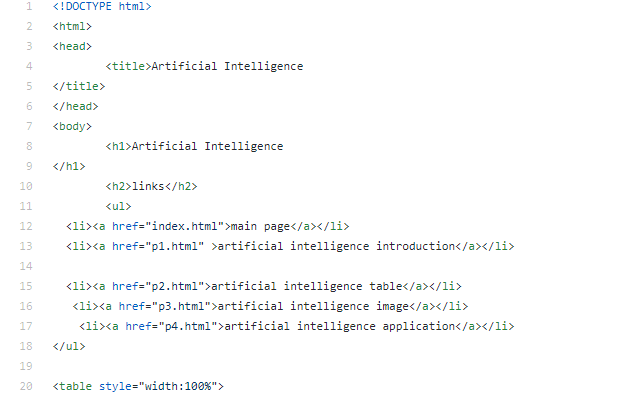 1 <!DOCTYPE html>
2 <html>
3 <head>
4 <title>Artificial Intelligence
5 </title>
6 </head>
7 <body>
8 <h1>Artificial Intelligence
9 </h1>
10 <h2>links</h2>
11 <ul>
12 <li><a href="index.html">main page</a></li>
13 <li><a href="p1.html" >artificial intelligence introduction</a></li>
14
15 <li><a href="p2.html">artificial intelligence table</a></li>
16 <li><a href="p3.html">artificial intelligence image</a></li>
17 <li><a href="p4.html">artificial intelligence application</a></li>
18 </ul>
19
20 <table style="width:100%">